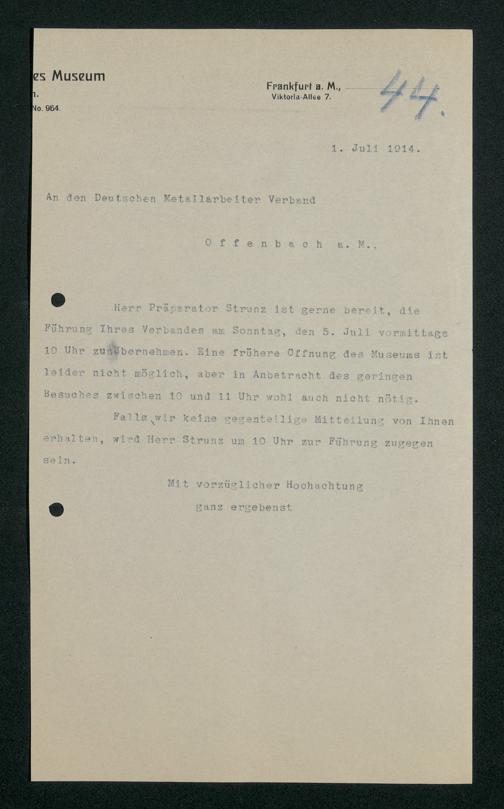 es Museum
n.
No. 964.
Frankfurt a. M.,
Viktoria-Allee 7.
44.
1. Juli 1914.
An den Deutschen Metallarbeiter Verband
Offenbach a. M..
Herr Präparator Strunz ist gerne bereit, die
Führung Ihres Verbandes am Sonntag, den 5. Juli vormittags
10 Uhr zu übernehmen. Eine frühere Öffnung des Museums ist
leider nicht möglich, aber in Anbetracht des geringen
Besuches zwischen 10 und 11 Uhr wohl auch nicht nötig.
Falls wir keine gegenteilige Mitteilung von Ihnen
erhalten, wird Herr Strunz um 10 Uhr zur Führung zugegen
sein.
Mit vorzüglicher Hochachtung
ganz ergebenst